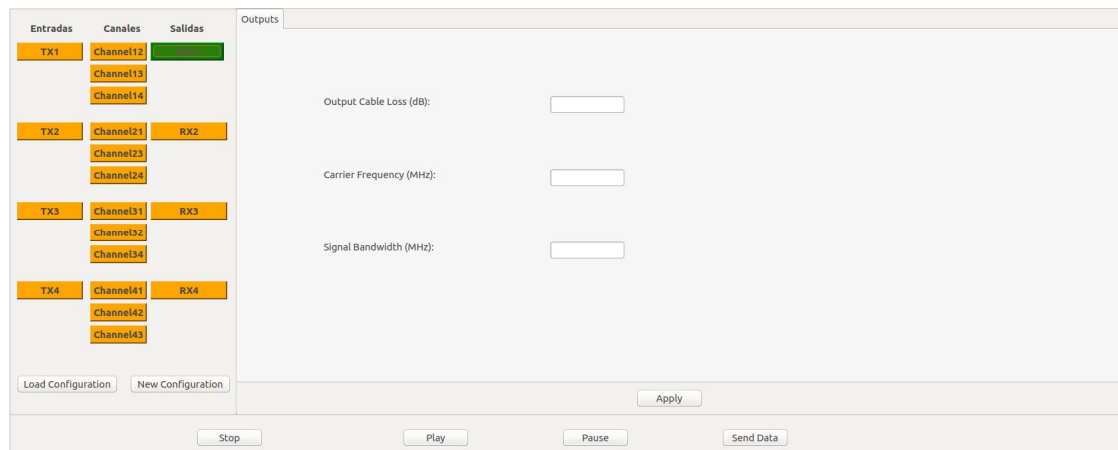 Entradas Canales Salidas
TX1 Channel12
Channel13
Channel14
TX2 Channel21 RX2
Channel23
Channel24
TX3 Channel31 RX3
Channel32
Channel34
TX4 Channel41 RX4
Channel42
Channel43
Load Configuration New Configuration
Outputs
Output Cable Loss (dB):
Carrier Frequency (MHz):
Signal Bandwidth (MHz):
Apply
Stop Play Pause Send Data